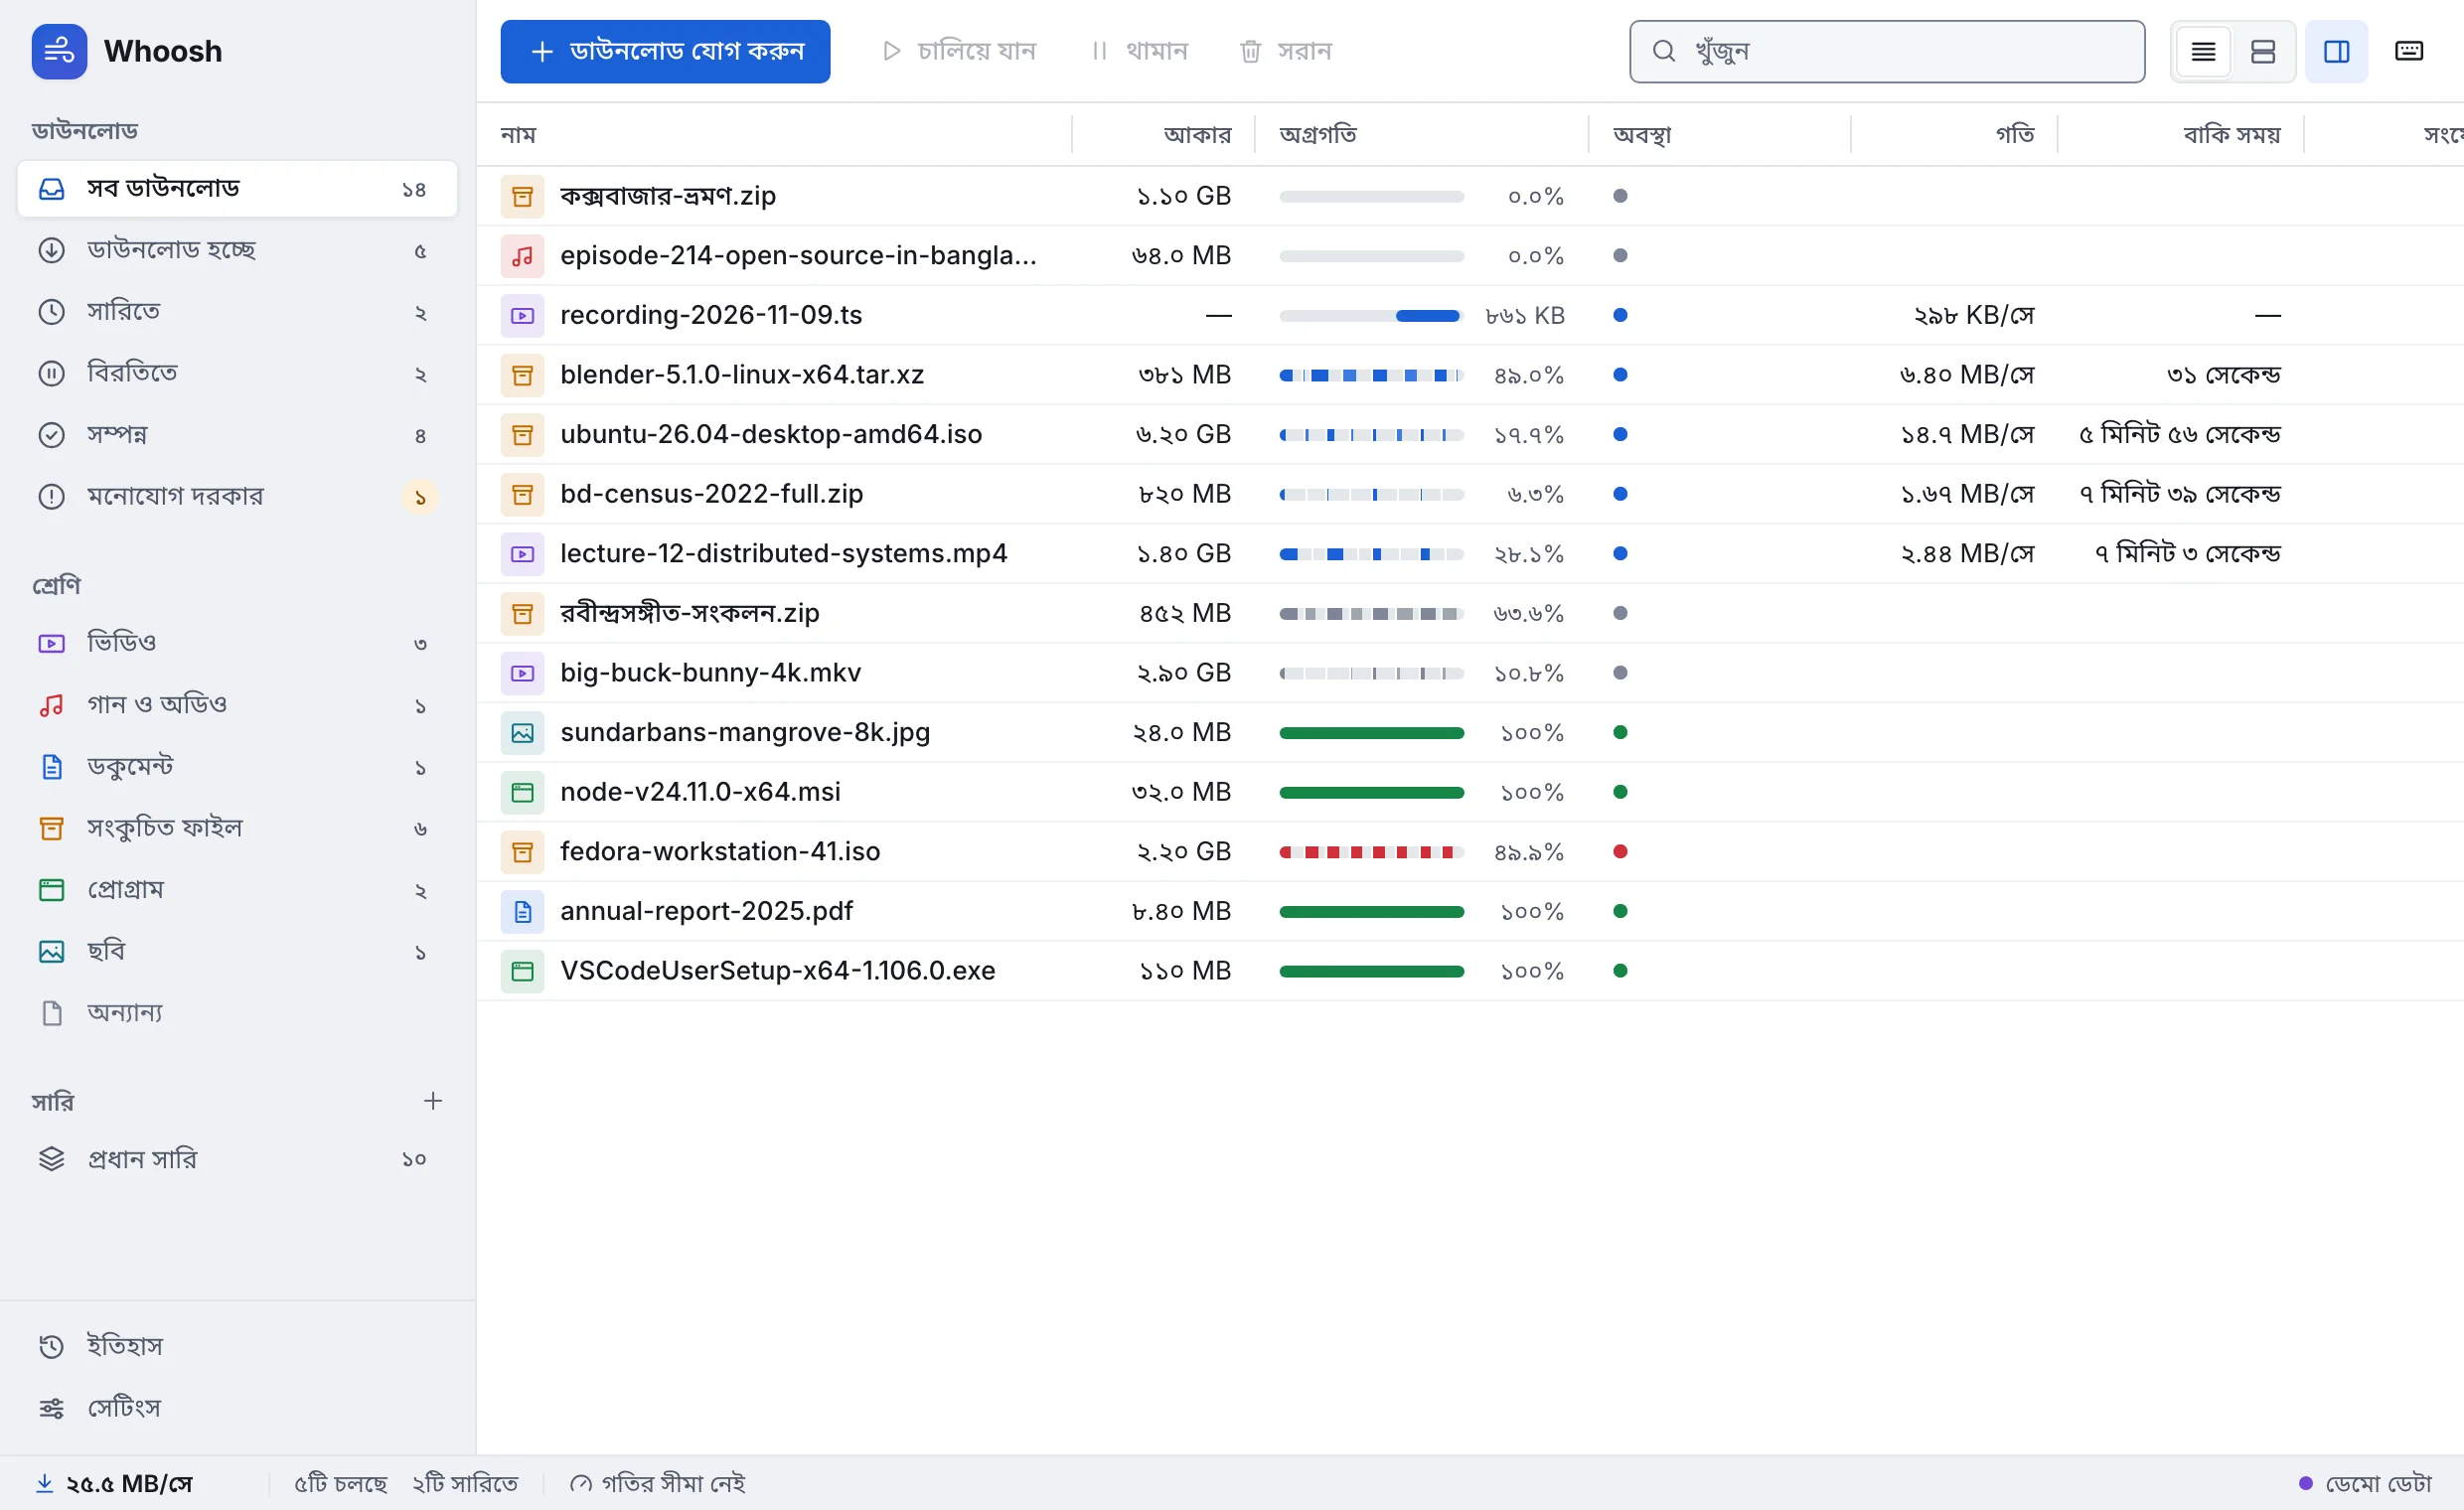 Whoosh
ডাউনলোড
সব ডাউনলোড ১৪
ডাউনলোড হচ্ছে ৫
সারিতে ২
বিরতিতে ২
সম্পন্ন ৪
মনোযোগ দরকার ১
শ্রেণি
ভিডিও ৩
গান ও অডিও ১
ডকুমেন্ট ১
সংকুচিত ফাইল ৬
প্রোগ্রাম ২
ছবি ১
অন্যান্য
সারি
প্রধান সারি ১০
ইতিহাস
সেটিংস
ডাউনলোড যোগ করুন চালিয়ে যান থামান সরান খুঁজুন
নাম আকার অগ্রগতি অবস্থা গতি বাকি সময়
কক্সবাজার-ভ্রমণ.zip ১.১০ GB ০.০%
episode-214-open-source-in-bangla... ৬৪.০ MB ০.০%
recording-2026-11-09.ts — ৮৬১ KB ২৯৮ KB/সে —
blender-5.1.0-linux-x64.tar.xz ৩৮১ MB ৪৯.০% ৬.৪০ MB/সে ৩১ সেকেন্ড
ubuntu-26.04-desktop-amd64.iso ৬.২০ GB ১৭.৭% ১৪.৭ MB/সে ৫ মিনিট ৫৬ সেকেন্ড
bd-census-2022-full.zip ৮২০ MB ৬.৩% ১.৬৭ MB/সে ৭ মিনিট ৩৯ সেকেন্ড
lecture-12-distributed-systems.mp4 ১.৪০ GB ২৮.১% ২.৪৪ MB/সে ৭ মিনিট ৩ সেকেন্ড
রবীন্দ্রসঙ্গীত-সংকলন.zip ৪৫২ MB ৬৩.৬%
big-buck-bunny-4k.mkv ২.৯০ GB ১০.৮%
sundarbans-mangrove-8k.jpg ২৪.০ MB ১০০%
node-v24.11.0-x64.msi ৩২.০ MB ১০০%
fedora-workstation-41.iso ২.২০ GB ৪৯.৯%
annual-report-2025.pdf ৮.৪০ MB ১০০%
VSCodeUserSetup-x64-1.106.0.exe ১১০ MB ১০০%
২৫.৫ MB/সে ৫টি চলছে ২টি সারিতে গতির সীমা নেই ডেমো ডেটা